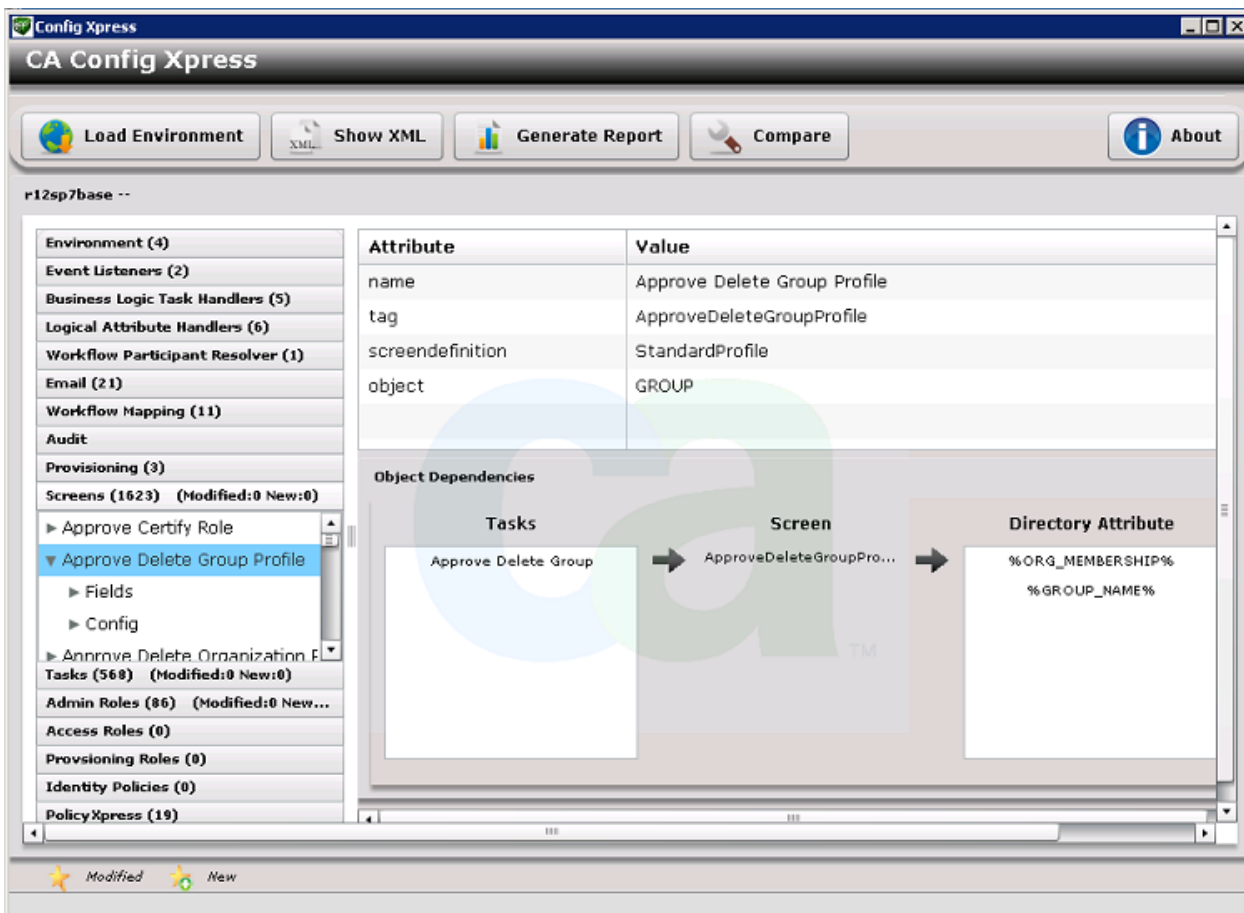 Config Xpress
CA Config Xpress
Load Environment
XML
Show XML
Generate Report
Compare
About
r12sp7base --
Environment (4)
Event Listeners (2)
Business Logic Task Handlers (5)
Logical Attribute Handlers (6)
Workflow Participant Resolver (1)
Email (21)
Workflow Mapping (11)
Audit
Provisioning (3)
Screens (1623) (Modified:0 New:0)
Approve Certify Role
Approve Delete Group Profile
Fields
Config
Approve Delete Organization P
Tasks (568) (Modified:0 New:0)
Admin Roles (86) (Modified:0 New...
Access Roles (0)
Provsioning Roles (0)
Identity Policies (0)
PolicyXpress (19)
Attribute Value
name Approve Delete Group Profile
tag ApproveDeleteGroupProfile
screendefinition StandardProfile
object GROUP
ca
TM
Object Dependencies
Tasks Screen Directory Attribute
Approve Delete Group ApproveDeleteGroupPro... %ORG_MEMBERSHIP%
%GROUP_NAME%
Modified New